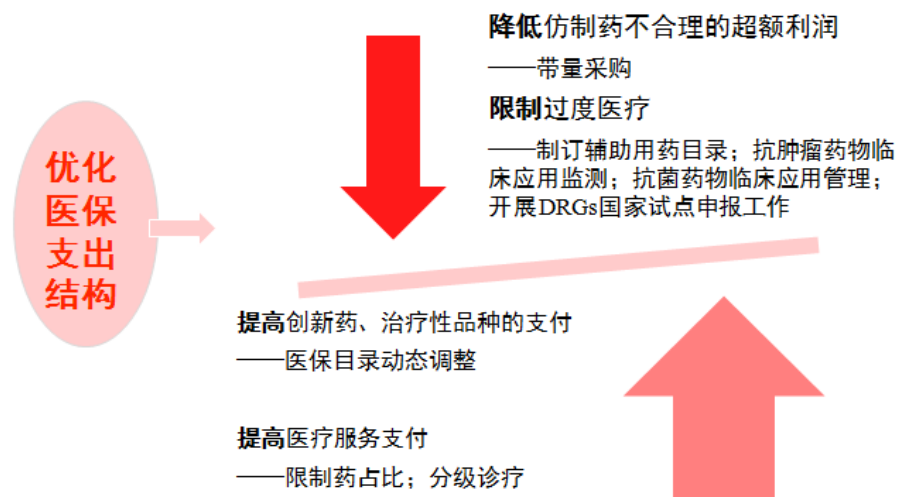 优化
医保
支出
结构
降低仿制药不合理的超额利润
——带量采购
限制过度医疗
——制订辅助用药目录；抗肿瘤药物临
床应用监测；抗菌药物临床应用管理；
开展DRGs国家试点申报工作
提高创新药、治疗性品种的支付
——医保目录动态调整
提高医疗服务支付
——限制药占比；分级诊疗